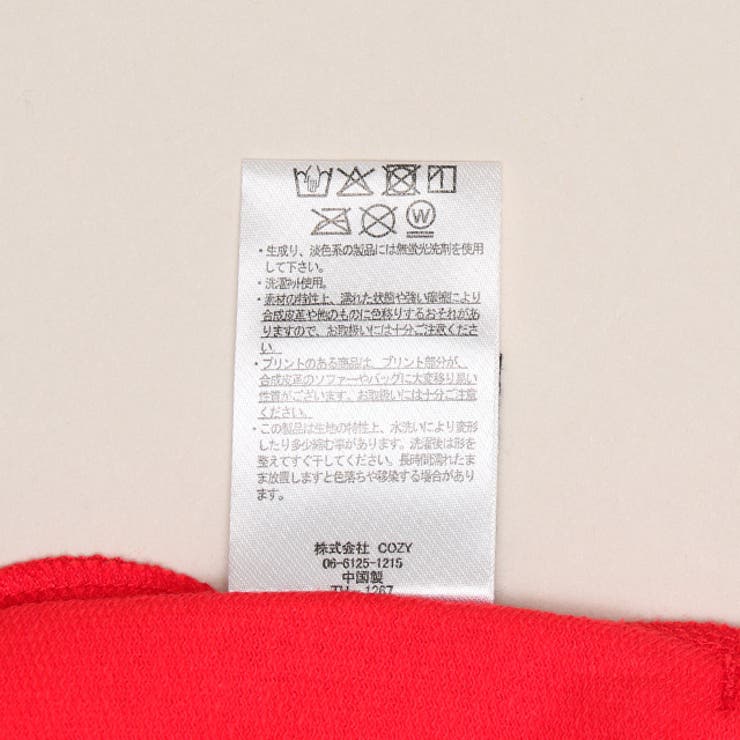 W
・生成り、淡色系の製品には無蛍光洗剤を使用
して下さい。
・洗濯ネット使用。
・素材の特性上、濡れた状態や強い摩擦により
合成皮革や他のものに色移りするおそれがあ
りますので、お取扱いには十分ご注意くださ
い。
・プリントのある商品は、プリント部分が、
合成皮革のソファーやバッグに大変移り易い
性質がございます。お取扱いには十分ご注意
ください。
・この製品は生地の特性上、水洗いにより変形
したり多少縮む率があります。洗濯後は形を
整えてすぐ干してください。長時間濡れたま
ま放置しますと色落ちや移染する場合があり
ます。
株式会社 COZY
06-6125-1215
中国製
TH - 1267